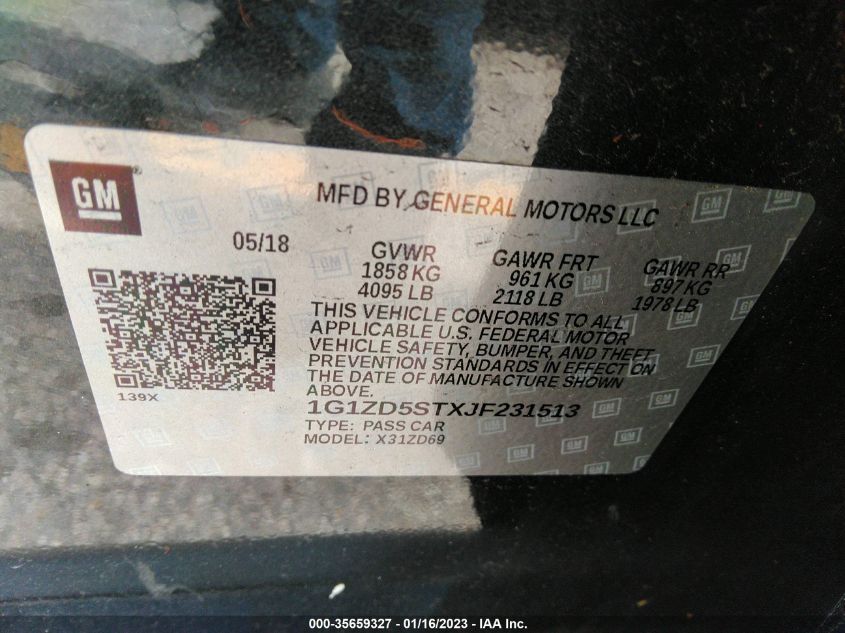 GM
MFD BY GENERAL MOTORS LLC
05/18
GVWR
1858 KG
4095 LB
GAWR FRT
961 KG
2118 LB
GAWR RR
897 KG
1978 LB
THIS VEHICLE CONFORMS TO ALL
APPLICABLE U.S. FEDERAL MOTOR
VEHICLE SAFETY, BUMPER, AND THEFT
PREVENTION STANDARDS IN EFFECT ON
THE DATE OF MANUFACTURE SHOWN
ABOVE.
139X
1G1ZD5STXJF231513
TYPE: PASS CAR
MODEL: X31ZD69
000-35659327 - 01/16/2023 - IAA Inc.